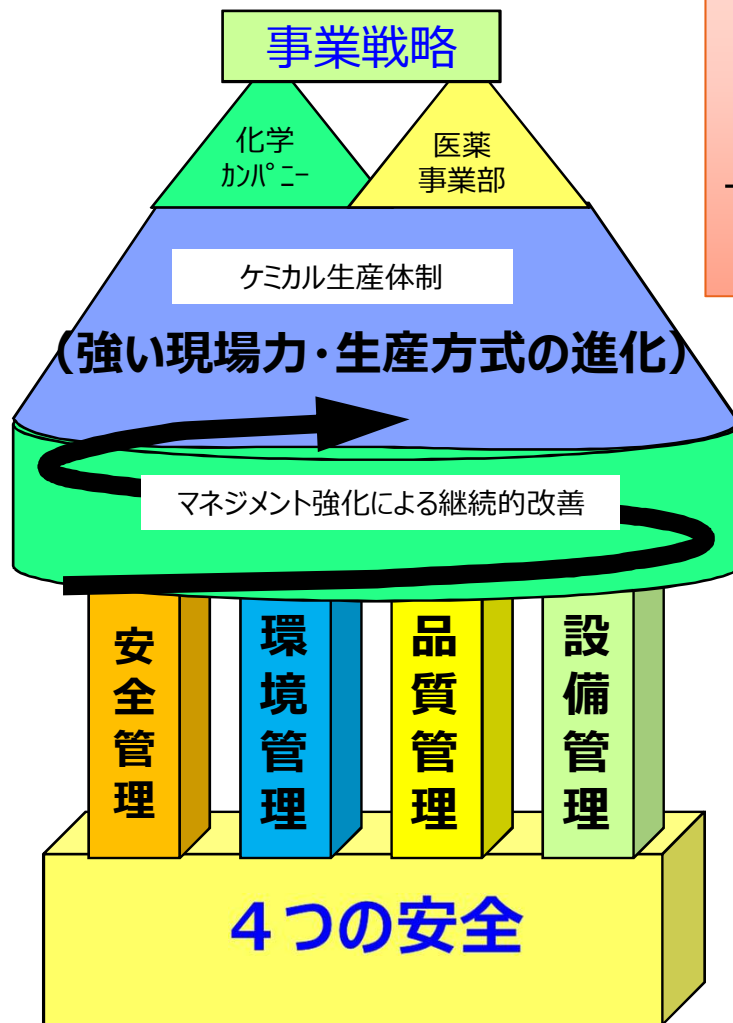 事業戦略
化学
ｶﾝﾊﾟﾆｰ
医薬
事業部
ケミカル生産体制
（強い現場力・生産方式の進化）
マネジメント強化による継続的改善
安全管理
環境管理
品質管理
設備管理
４つの安全